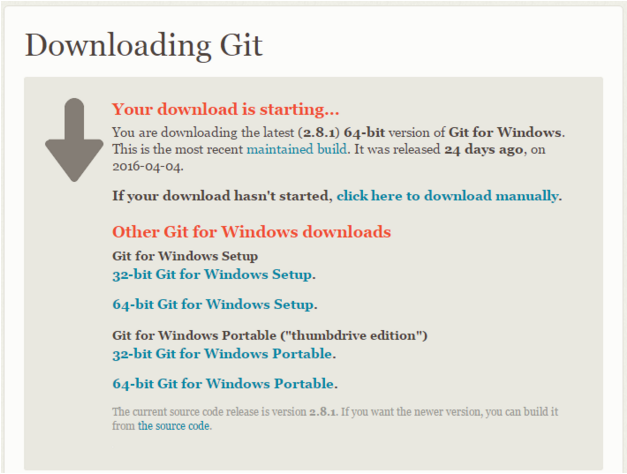 Downloading Git
Your download is starting...
You are downloading the latest (2.8.1) 64-bit version of Git for Windows.
This is the most recent maintained build. It was released 24 days ago, on
2016-04-04.
If your download hasn't started, click here to download manually.
Other Git for Windows downloads
Git for Windows Setup
32-bit Git for Windows Setup.
64-bit Git for Windows Setup.
Git for Windows Portable ("thumbdrive edition")
32-bit Git for Windows Portable.
64-bit Git for Windows Portable.
The current source code release is version 2.8.1. If you want the newer version, you can build it
from the source code.